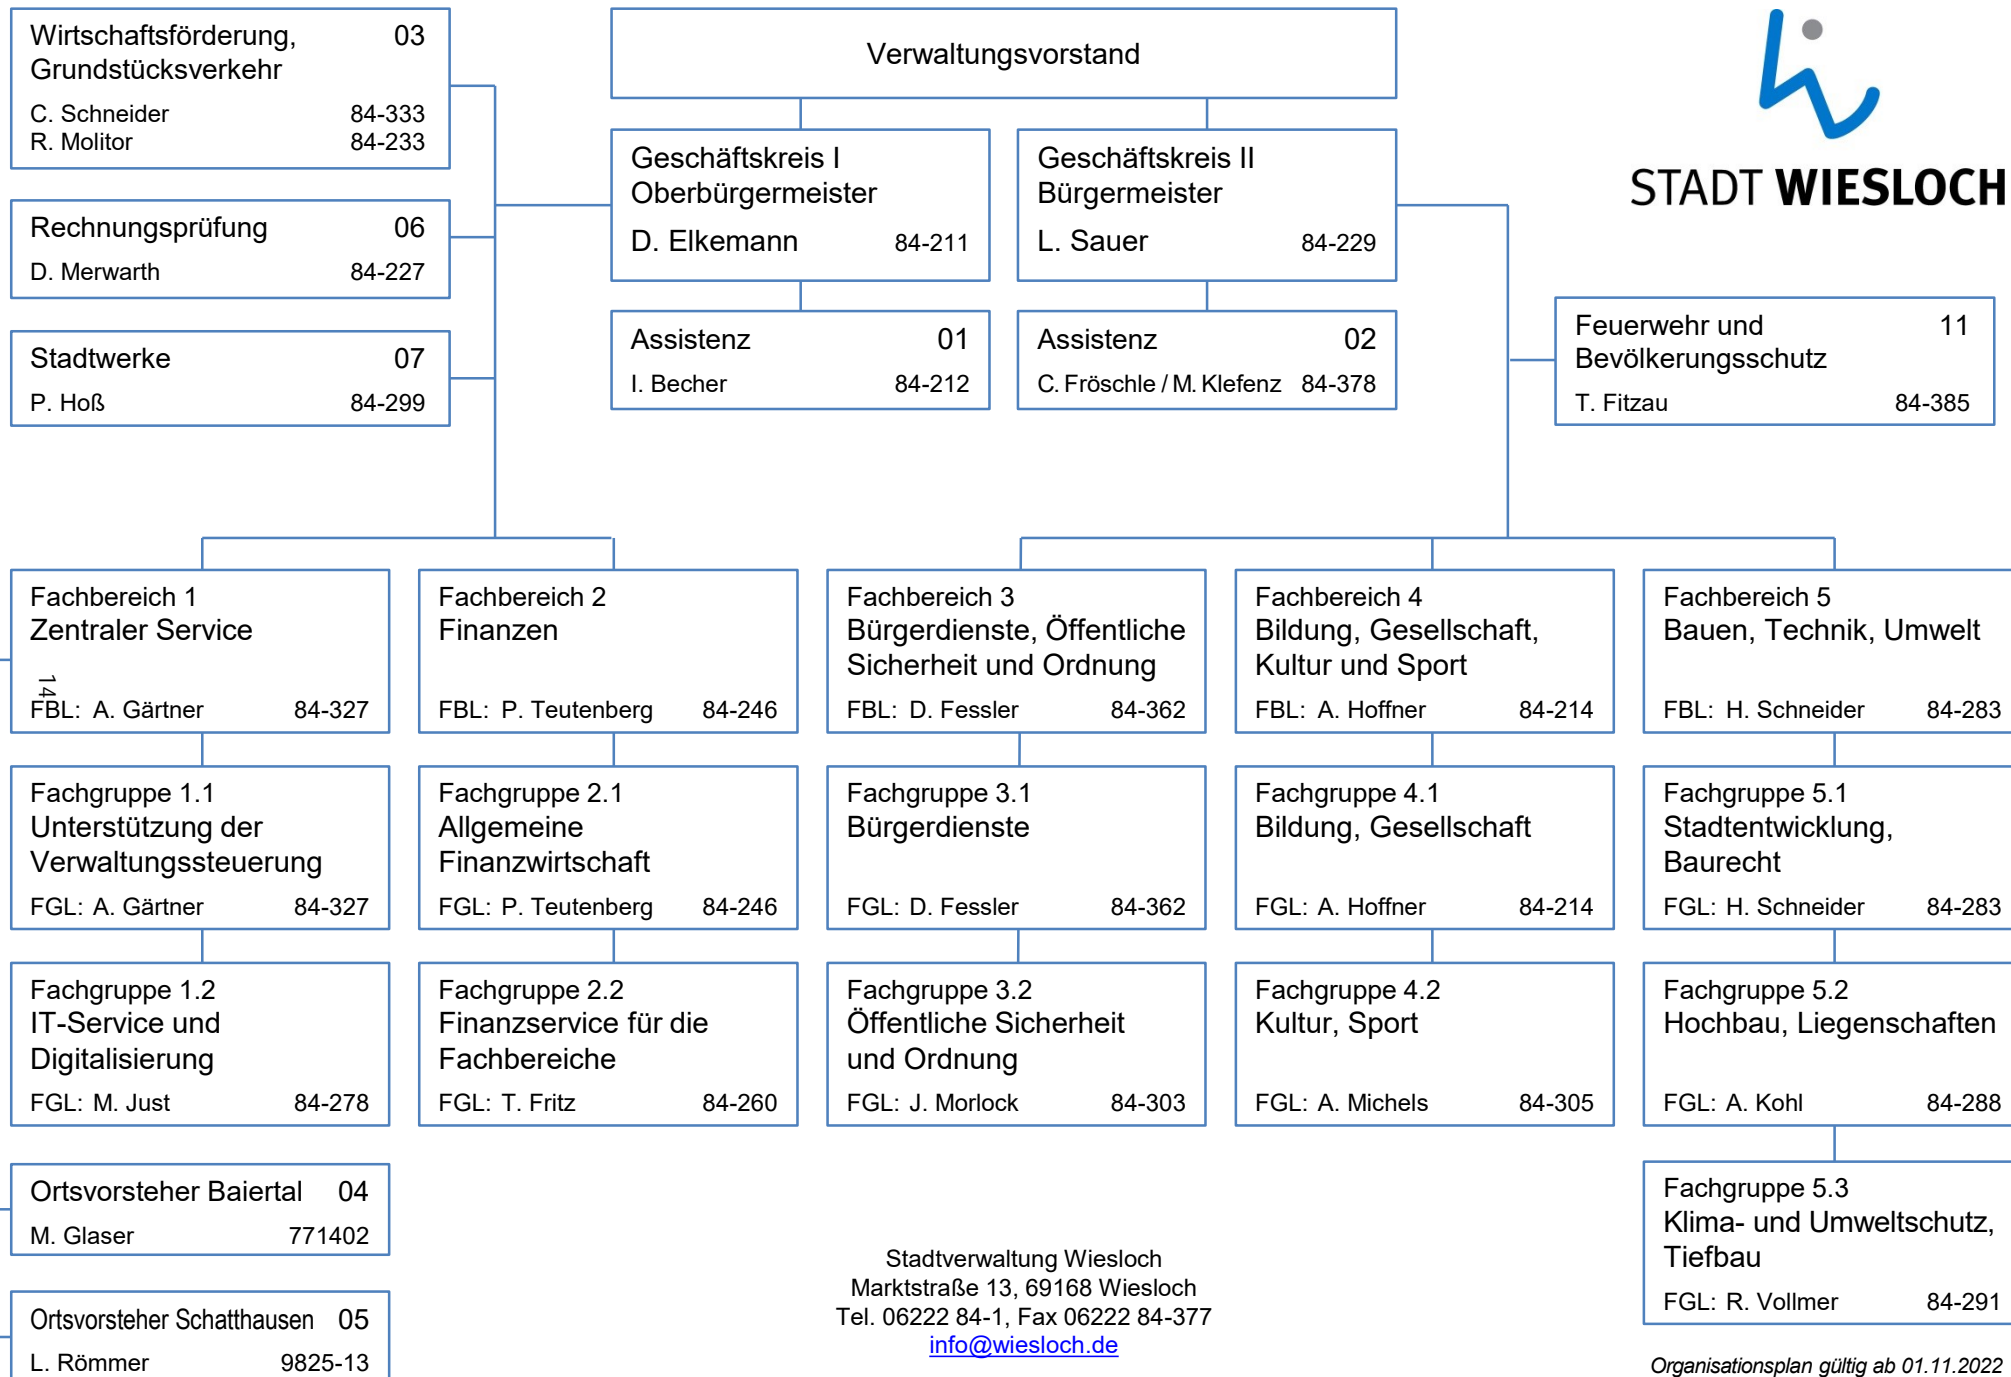 Wirtschaftsförderung, 03
Grundstücksverkehr
C. Schneider 84-333
R. Molitor 84-233
Rechnungsprüfung 06
D. Merwarth 84-227
Stadtwerke 07
P. Hoß 84-299
Verwaltungsvorstand
Geschäftskreis I
Oberbürgermeister
D. Elkemann 84-211
Geschäftskreis II
Bürgermeister
L. Sauer 84-229
Assistenz 01
I. Becher 84-212
Assistenz 02
C. Fröschle / M. Klefenz 84-378
STADT WIESLOCH
Feuerwehr und 11
Bevölkerungsschutz
T. Fitzau 84-385
Fachbereich 1
Zentraler Service
14
FBL: A. Gärtner 84-327
Fachbereich 2
Finanzen
FBL: P. Teutenberg 84-246
Fachbereich 3
Bürgerdienste, Öffentliche
Sicherheit und Ordnung
FBL: D. Fessler 84-362
Fachbereich 4
Bildung, Gesellschaft,
Kultur und Sport
FBL: A. Hoffner 84-214
Fachbereich 5
Bauen, Technik, Umwelt
FBL: H. Schneider 84-283
Fachgruppe 1.1
Unterstützung der
Verwaltungssteuerung
FGL: A. Gärtner 84-327
Fachgruppe 2.1
Allgemeine
Finanzwirtschaft
FGL: P. Teutenberg 84-246
Fachgruppe 3.1
Bürgerdienste
FGL: D. Fessler 84-362
Fachgruppe 4.1
Bildung, Gesellschaft
FGL: A. Hoffner 84-214
Fachgruppe 5.1
Stadtentwicklung,
Baurecht
FGL: H. Schneider 84-283
Fachgruppe 1.2
IT-Service und
Digitalisierung
FGL: M. Just 84-278
Fachgruppe 2.2
Finanzservice für die
Fachbereiche
FGL: T. Fritz 84-260
Fachgruppe 3.2
Öffentliche Sicherheit
und Ordnung
FGL: J. Morlock 84-303
Fachgruppe 4.2
Kultur, Sport
FGL: A. Michels 84-305
Fachgruppe 5.2
Hochbau, Liegenschaften
FGL: A. Kohl 84-288
Ortsvorsteher Baiertal 04
M. Glaser 771402
Ortsvorsteher Schatthausen 05
L. Römmer 9825-13
Stadtverwaltung Wiesloch
Marktstraße 13, 69168 Wiesloch
Tel. 06222 84-1, Fax 06222 84-377
info@wiesloch.de
Fachgruppe 5.3
Klima- und Umweltschutz,
Tiefbau
FGL: R. Vollmer 84-291
Organisationsplan gültig ab 01.11.2022